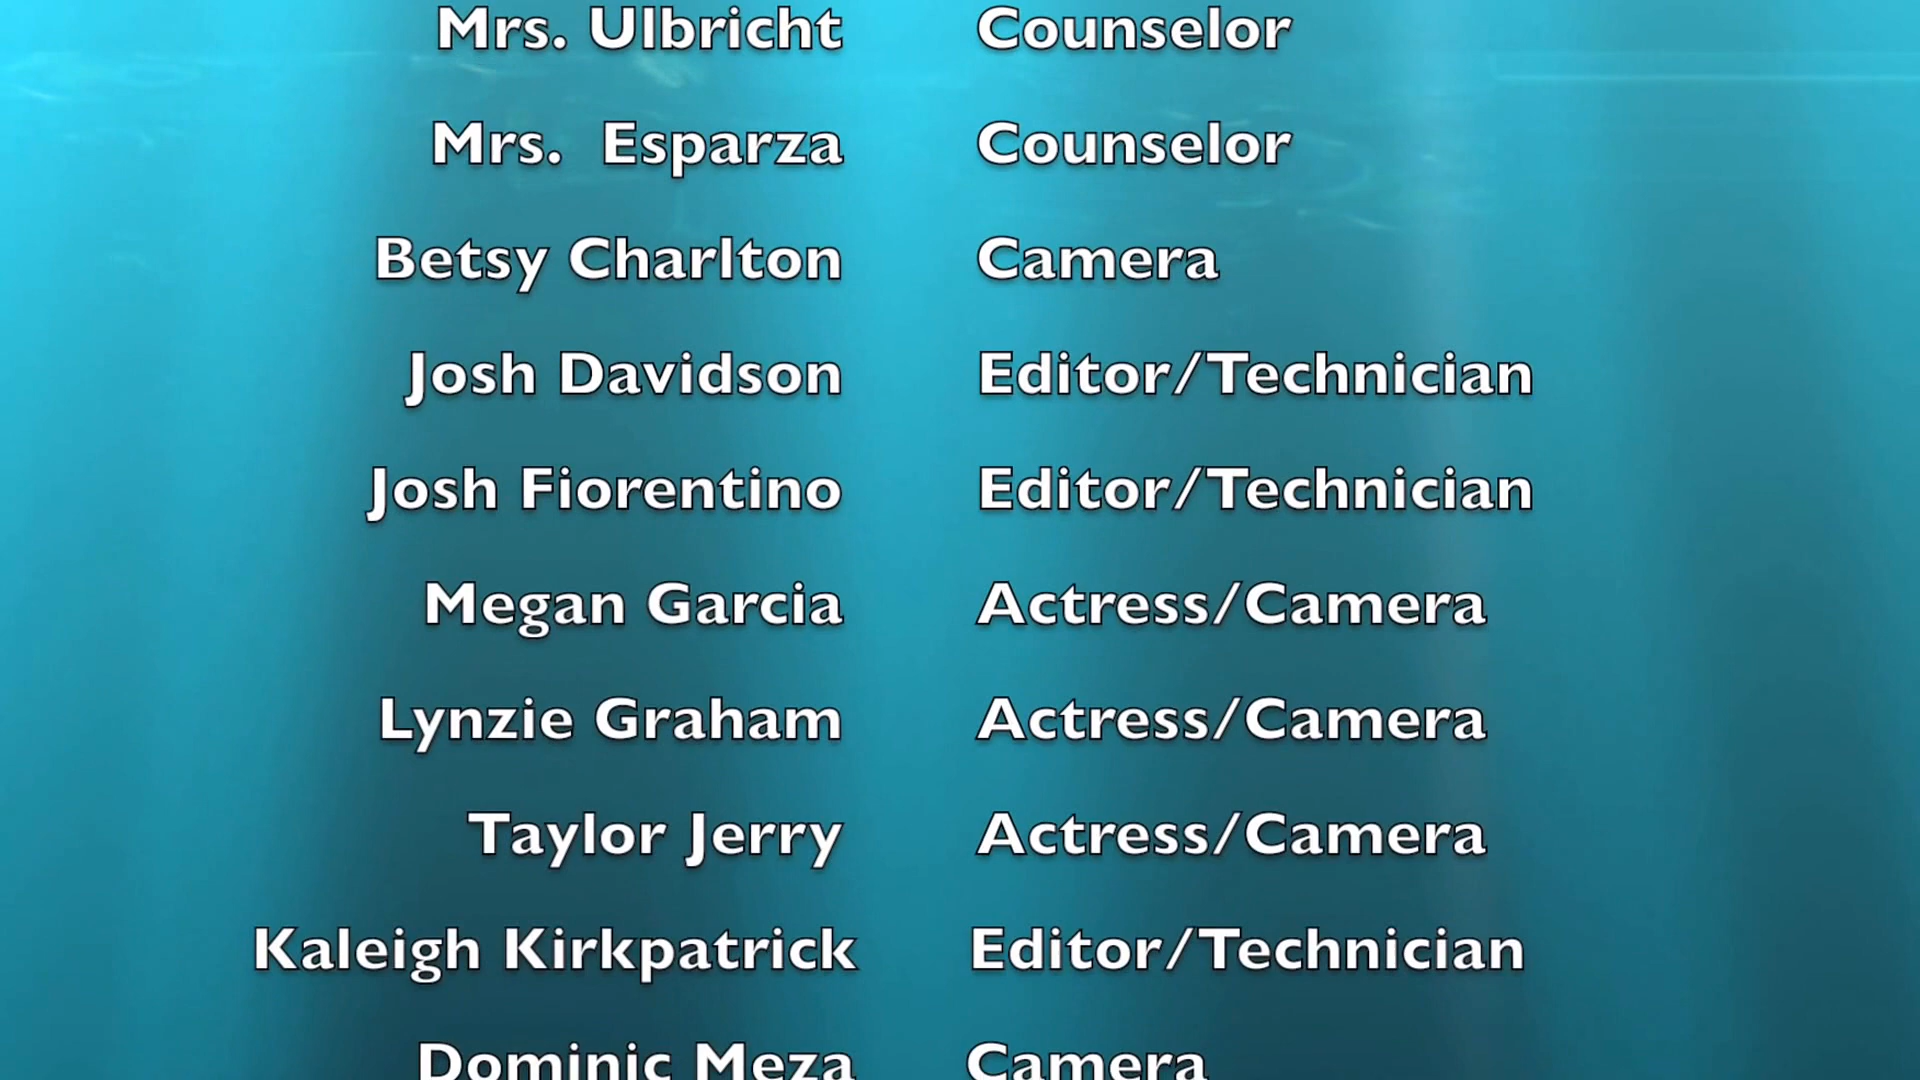 Mrs. Ulbricht Counselor
Mrs. Esparza Counselor
Betsy Charlton Camera
Josh Davidson Editor/Technician
Josh Fiorentino Editor/Technician
Megan Garcia Actress/Camera
Lynzie Graham Actress/Camera
Taylor Jerry Actress/Camera
Kaleigh Kirkpatrick Editor/Technician
Dominic Meza Camera